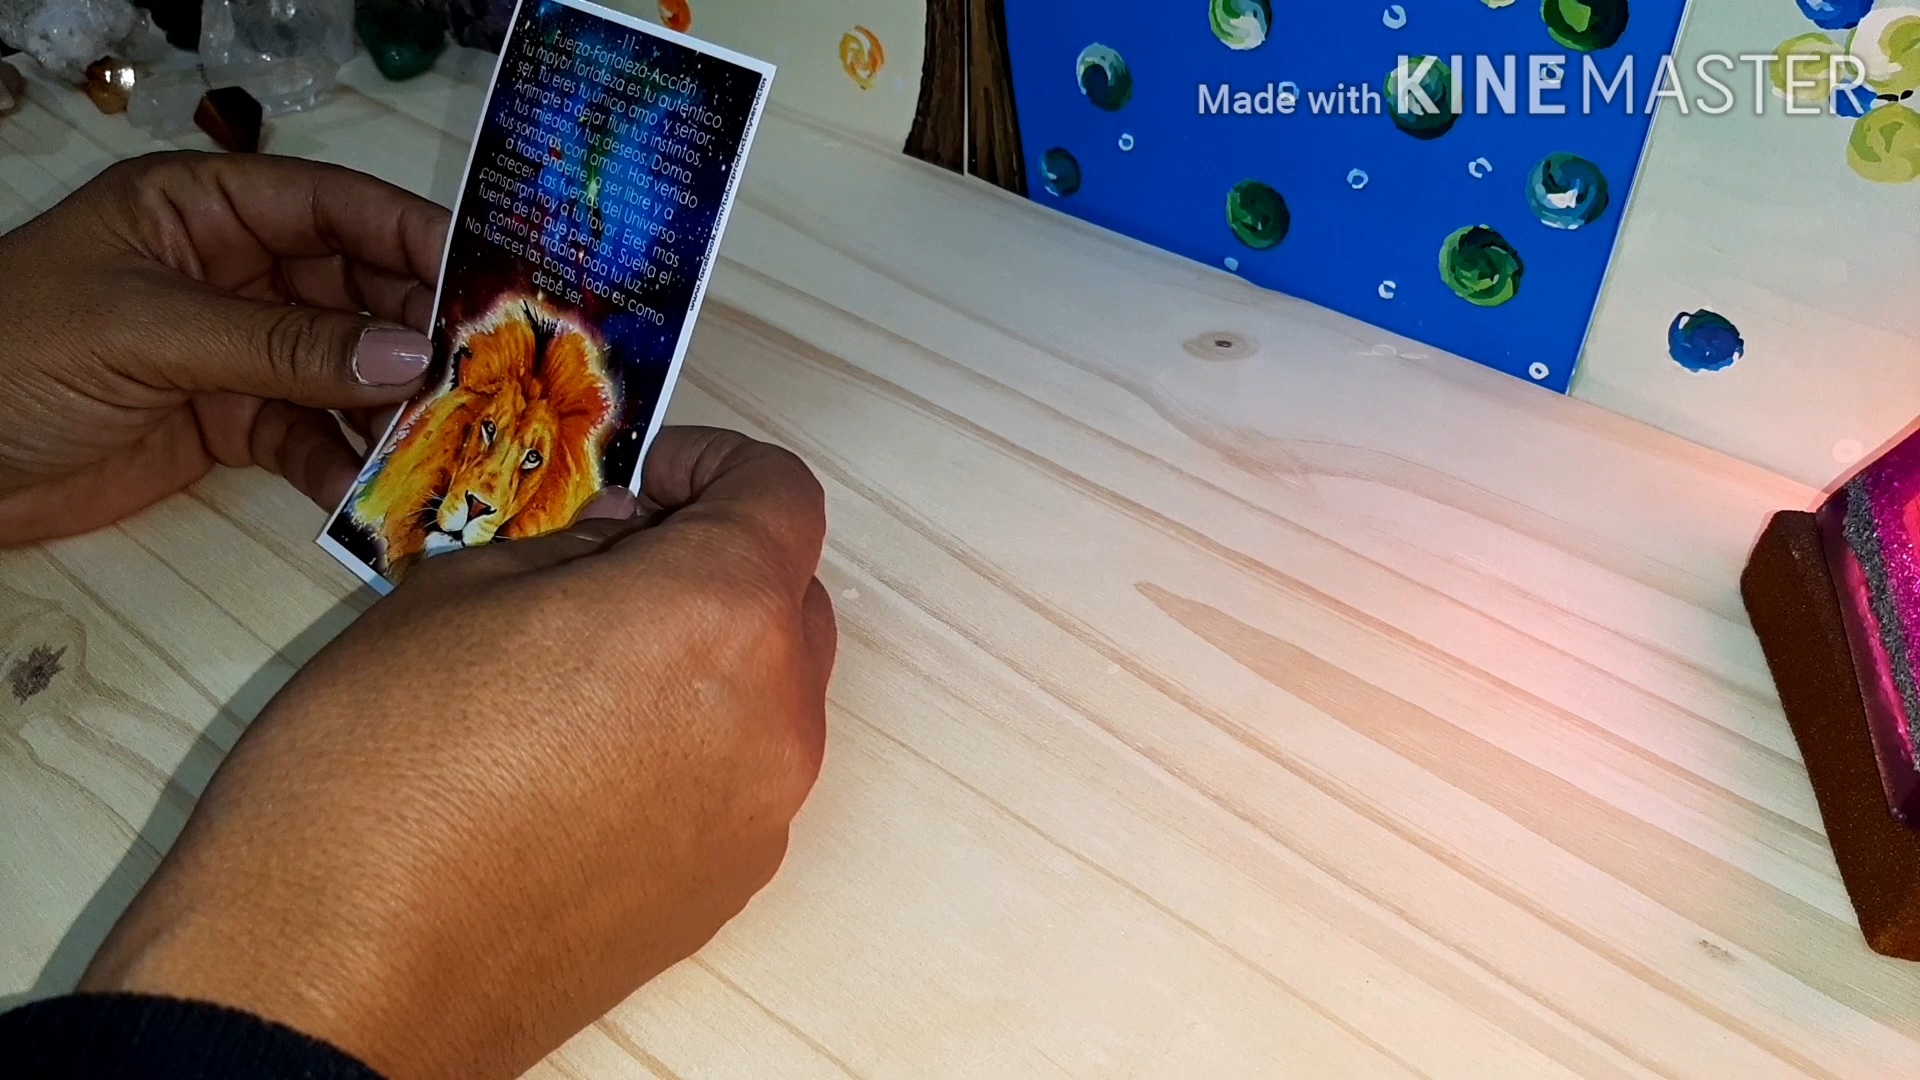 -11-
Fuerza-Fortaleza-Acción
Tu mayor fortaleza es tu auténtico
ser. Tu eres tu único amo y señor.
Anímate a dejar fluir tus instintos,
tus miedos y tus deseos. Doma
tus sombras con amor. Has venido
a trascender, a ser libre y a
crecer. Las fuerzas del Universo
conspiran hoy a tu favor. Eres más
fuerte de lo que piensas. Suelta el
control e irradia toda tu luz.
No fuerces las cosas, todo es como
debe ser.
Made with KINEMASTER